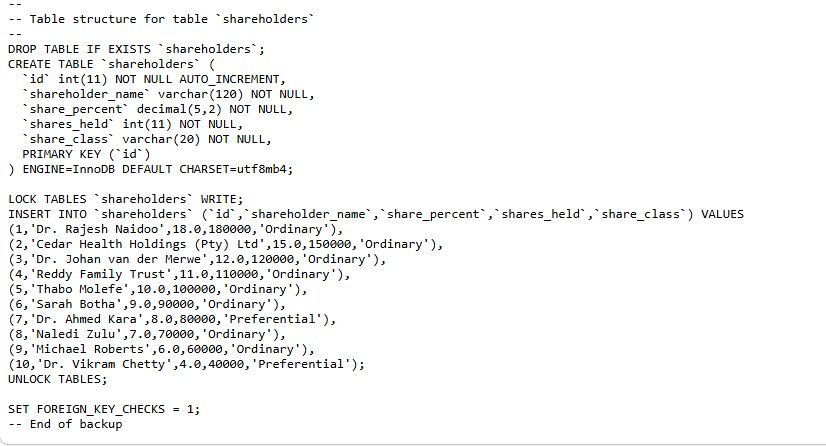 --
-- Table structure for table `shareholders`
--
DROP TABLE IF EXISTS `shareholders`;
CREATE TABLE `shareholders` (
  `id` int(11) NOT NULL AUTO_INCREMENT,
  `shareholder_name` varchar(120) NOT NULL,
  `share_percent` decimal(5,2) NOT NULL,
  `shares_held` int(11) NOT NULL,
  `share_class` varchar(20) NOT NULL,
  PRIMARY KEY (`id`)
) ENGINE=InnoDB DEFAULT CHARSET=utf8mb4;

LOCK TABLES `shareholders` WRITE;
INSERT INTO `shareholders` (`id`,`shareholder_name`,`share_percent`,`shares_held`,`share_class`) VALUES
(1,'Dr. Rajesh Naidoo',18.0,180000,'Ordinary'),
(2,'Cedar Health Holdings (Pty) Ltd',15.0,150000,'Ordinary'),
(3,'Dr. Johan van der Merwe',12.0,120000,'Ordinary'),
(4,'Reddy Family Trust',11.0,110000,'Ordinary'),
(5,'Thabo Molefe',10.0,100000,'Ordinary'),
(6,'Sarah Botha',9.0,90000,'Ordinary'),
(7,'Dr. Ahmed Kara',8.0,80000,'Preferential'),
(8,'Naledi Zulu',7.0,70000,'Ordinary'),
(9,'Michael Roberts',6.0,60000,'Ordinary'),
(10,'Dr. Vikram Chetty',4.0,40000,'Preferential');
UNLOCK TABLES;

SET FOREIGN_KEY_CHECKS = 1;
-- End of backup